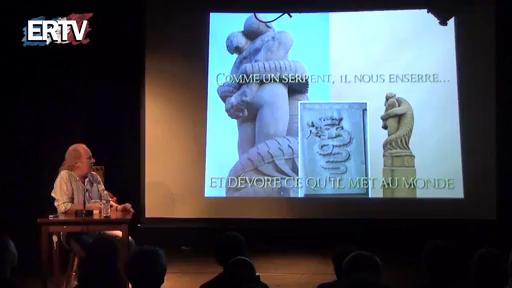 ERTV
COMME UN SERPENT, IL NOUS ENSERRE...
ET DÉVORE CE QU'IL MET AU MONDE